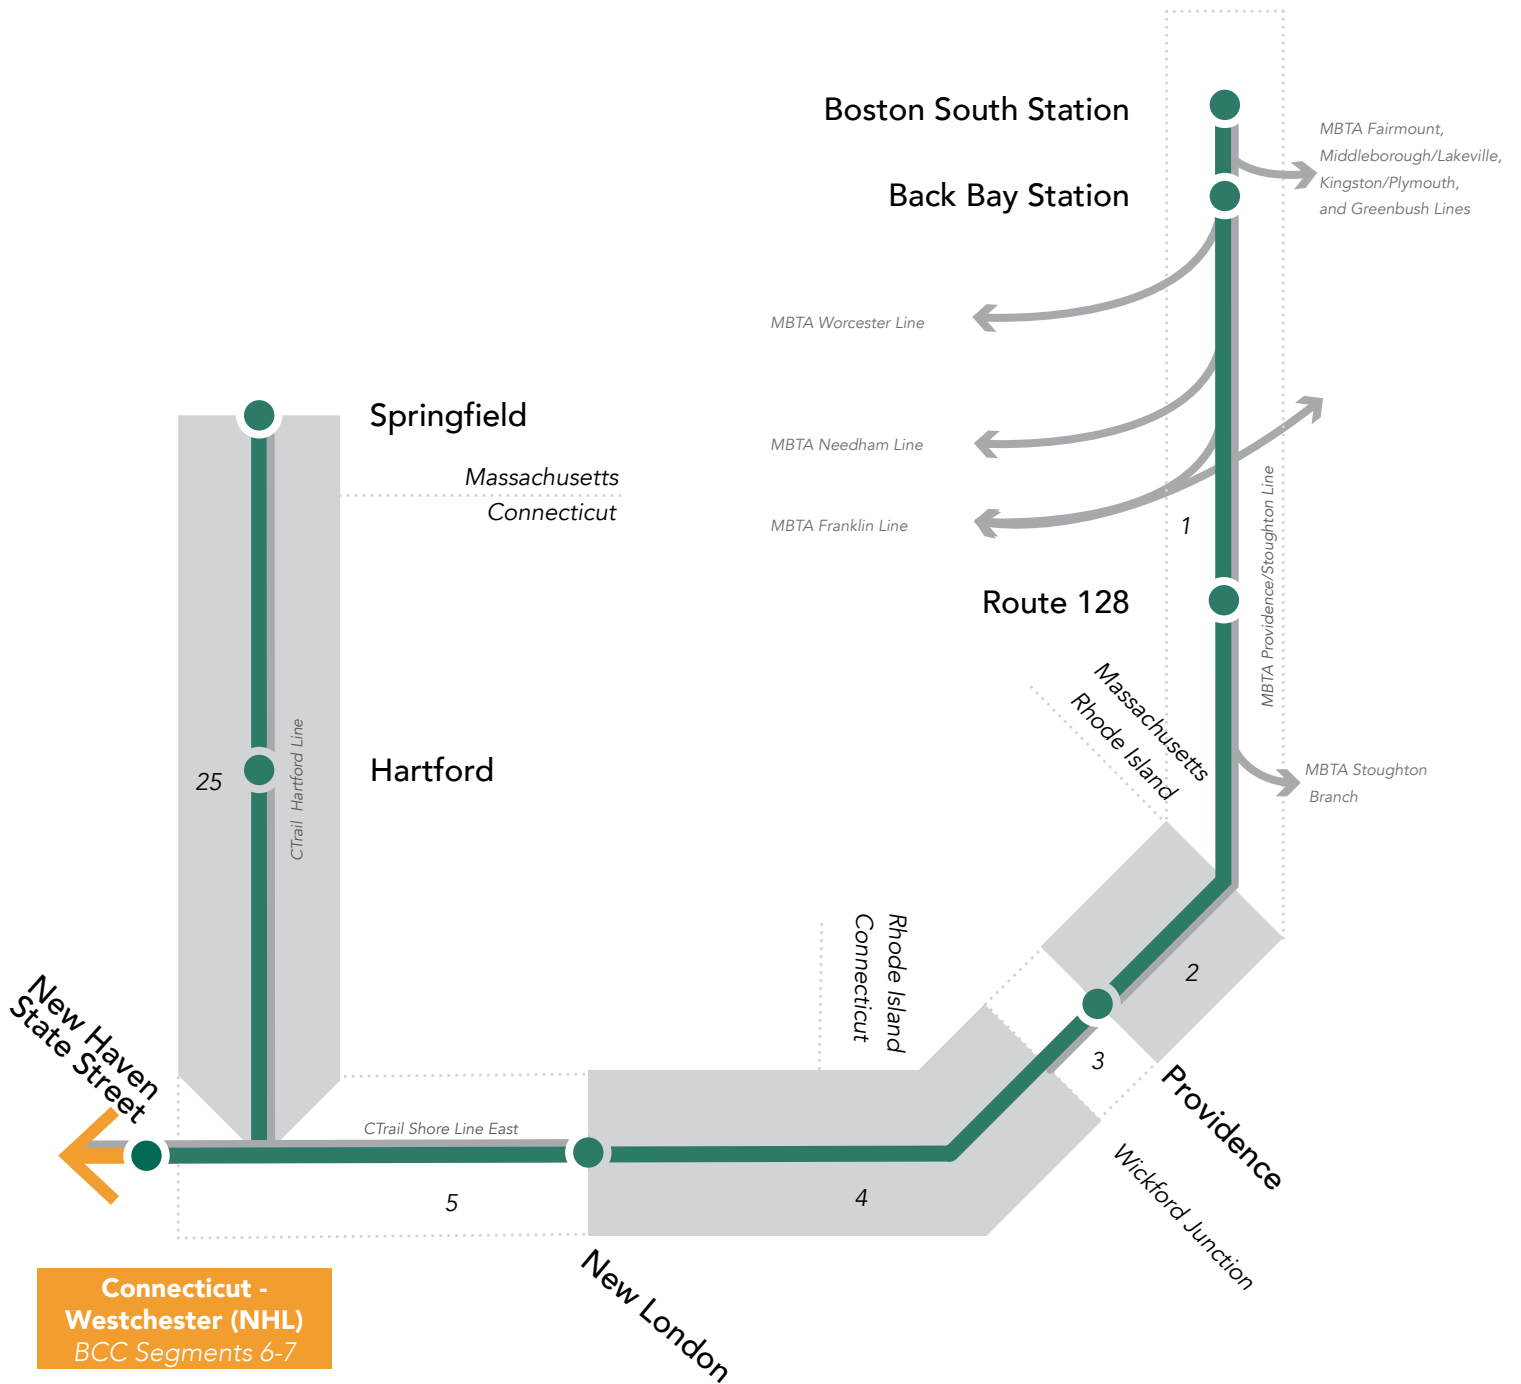 Boston South Station
MBTA Fairmount,
Middleborough/Lakeville,
Kingston/Plymouth,
and Greenbush Lines
Back Bay Station
MBTA Worcester Line
Springfield
Massachusetts
Connecticut
MBTA Needham Line
MBTA Franklin Line
1
MBTA Providence/Stoughton Line
Route 128
Massachusetts
Rhode Island
Hartford
25
CTrail Hartford Line
MBTA Stoughton
Branch
Rhode Island
Connecticut
2
3
New Haven
State Street
Providence
CTrail Shore Line East
5
4
Wickford Junction
New London
Connecticut -
Westchester (NHL)
BCC Segments 6-7